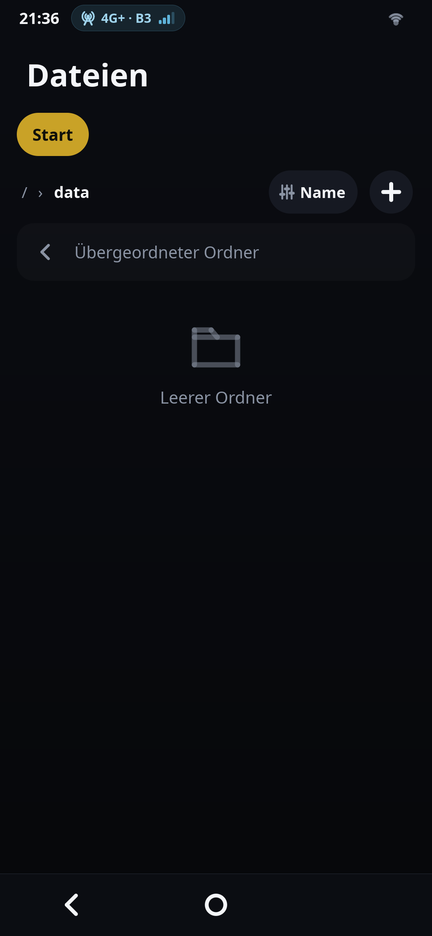 21:36 4G+ · B3
Dateien
Start
/ › data Name
Übergeordneter Ordner
Leerer Ordner